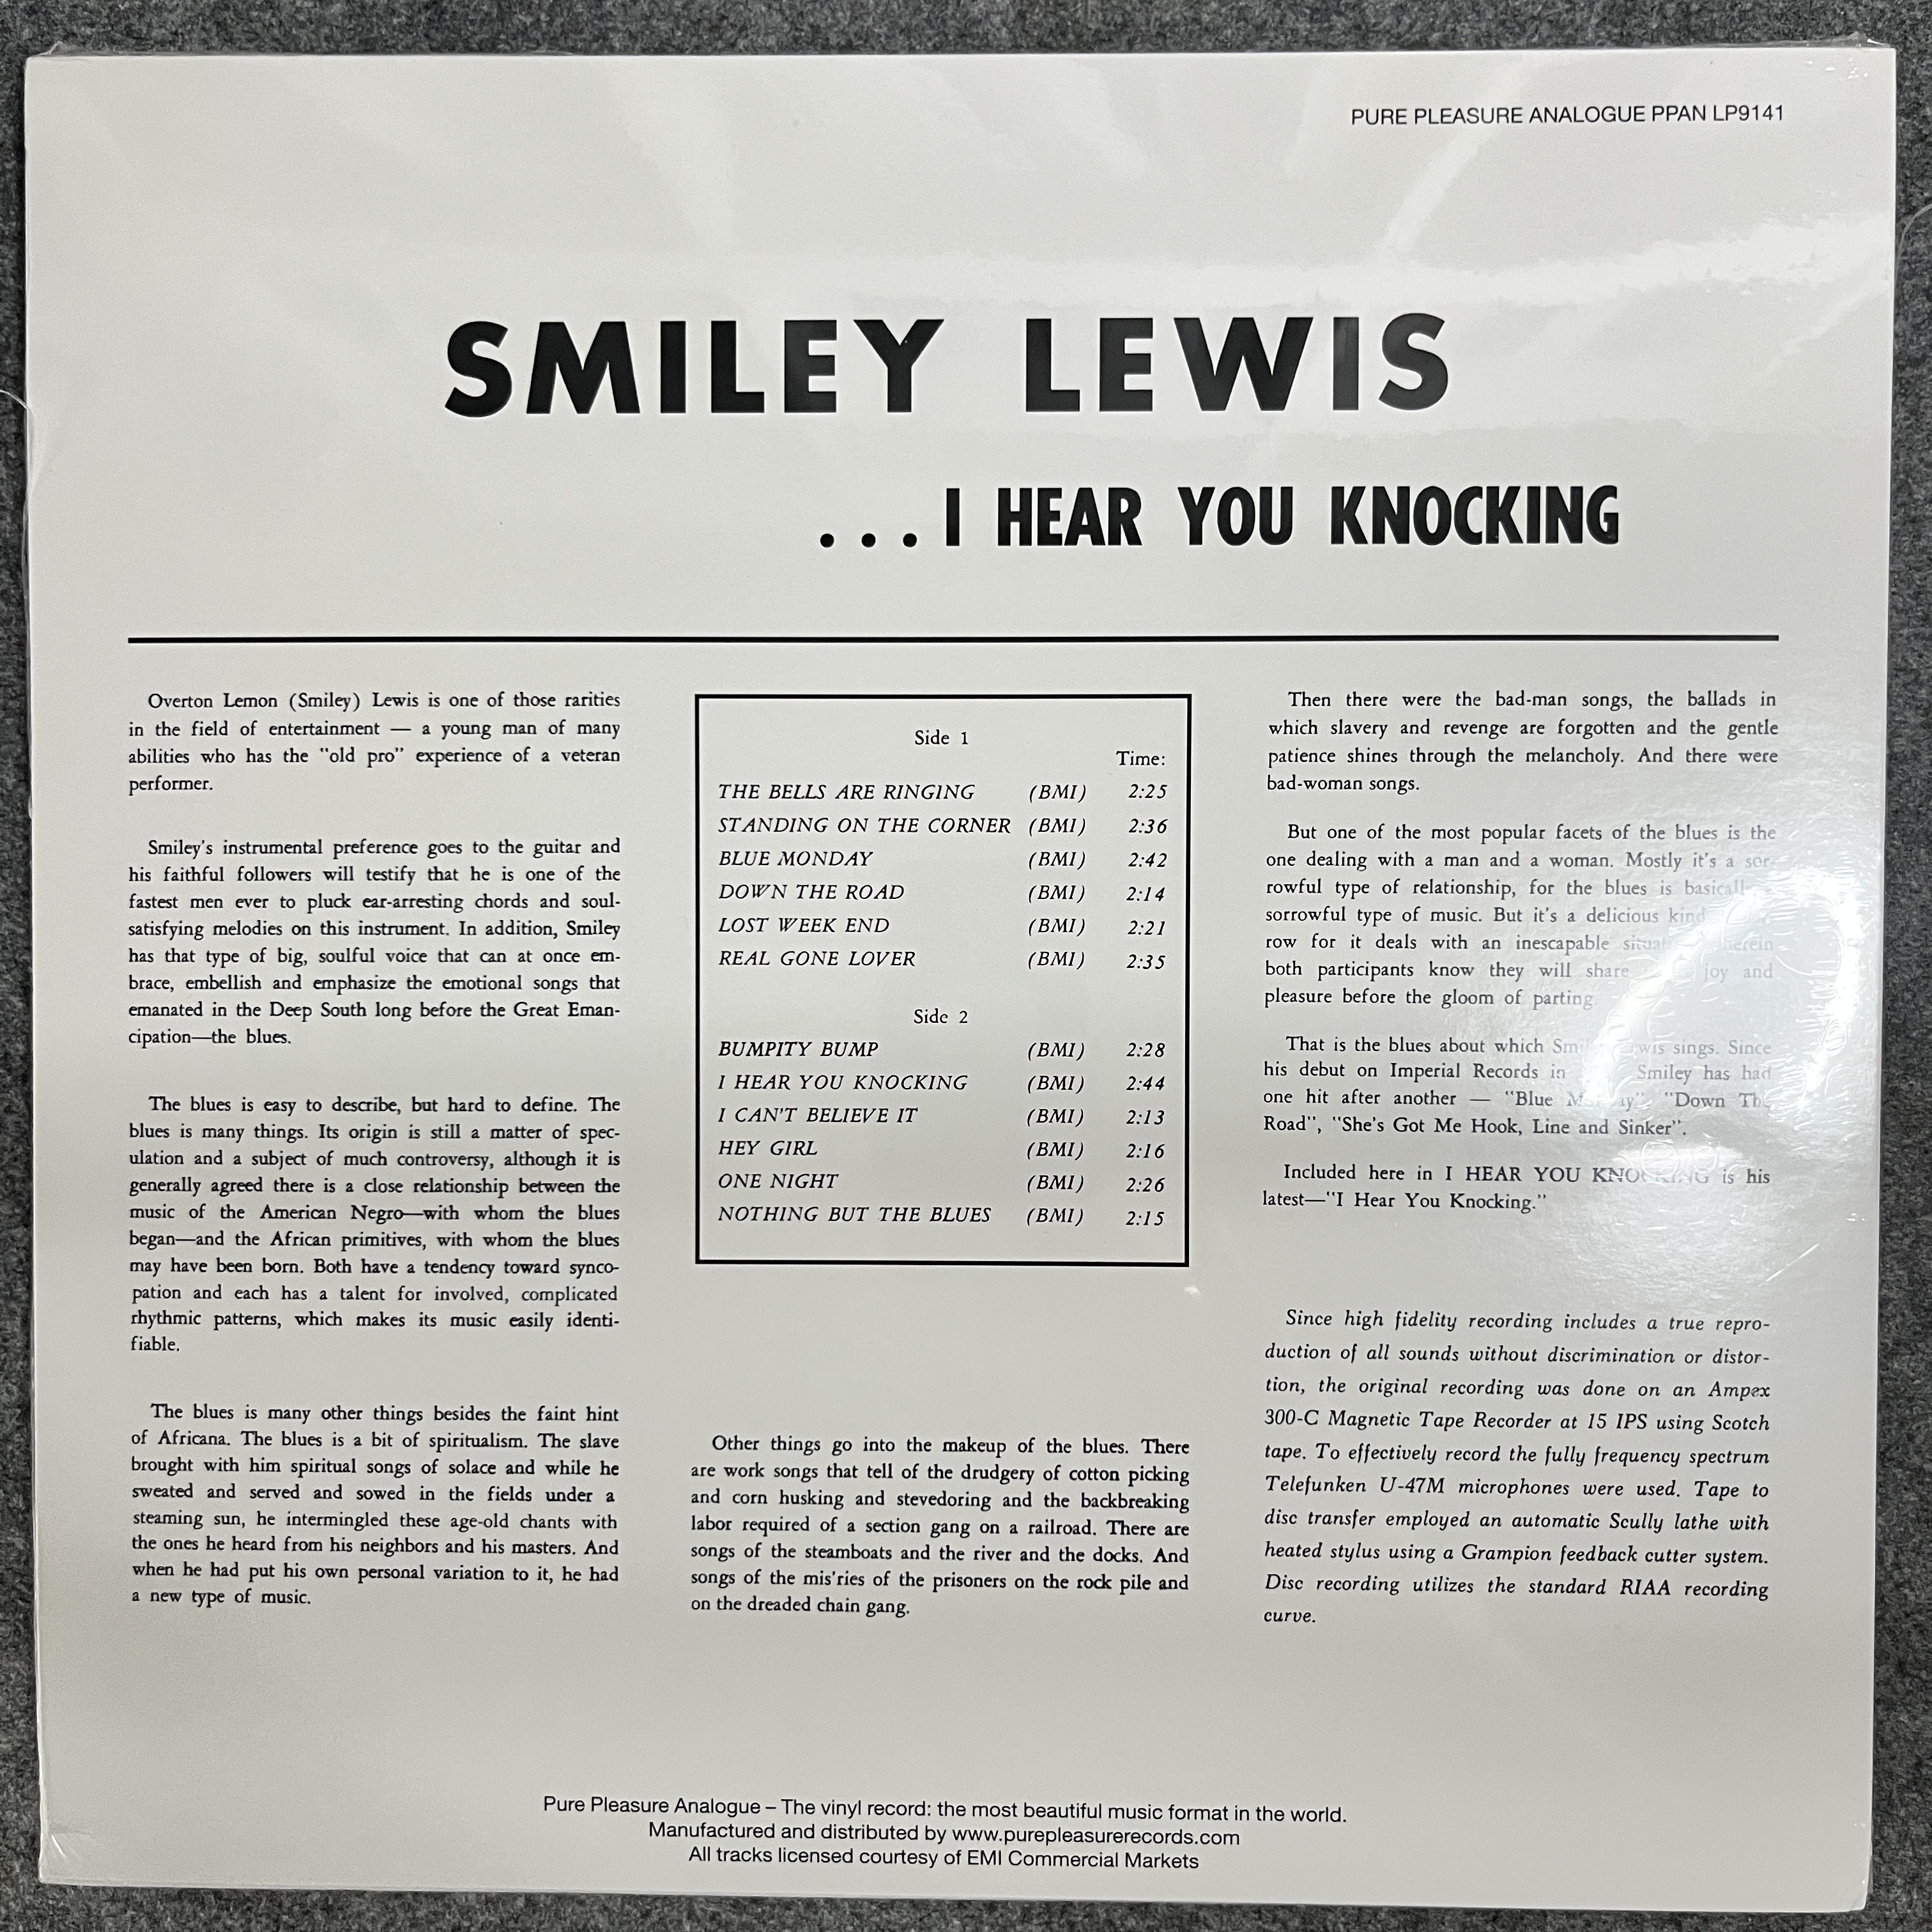 PURE PLEASURE ANALOGUE PPAN LP9141
SMILEY LEWIS
...I HEAR YOU KNOCKING
Overton Lemon (Smiley) Lewis is one of those rarities
in the field of entertainment — a young man of many
abilities who has the "old pro" experience of a veteran
performer.
Smiley's instrumental preference goes to the guitar and
his faithful followers will testify that he is one of the
fastest men ever to pluck ear-arresting chords and soul-
satisfying melodies on this instrument. In addition, Smiley
has that type of big, soulful voice that can at once em-
brace, embellish and emphasize the emotional songs that
emanated in the Deep South long before the Great Eman-
cipation—the blues.
The blues is easy to describe, but hard to define. The
blues is many things. Its origin is still a matter of spec-
ulation and a subject of much controversy, although it is
generally agreed there is a close relationship between the
music of the American Negro—with whom the blues
began—and the African primitives, with whom the blues
may have been born. Both have a tendency toward synco-
pation and each has a talent for involved, complicated
rhythmic patterns, which makes its music easily identi-
fiable.
The blues is many other things besides the faint hint
of Africana. The blues is a bit of spiritualism. The slave
brought with him spiritual songs of solace and while he
sweated and served and sowed in the fields under a
steaming sun, he intermingled these age-old chants with
the ones he heard from his neighbors and his masters. And
when he had put his own personal variation to it, he had
a new type of music.
Side 1
Time:
THE BELLS ARE RINGING (BMI) 2:25
STANDING ON THE CORNER (BMI) 2:36
BLUE MONDAY (BMI) 2:42
DOWN THE ROAD (BMI) 2:14
LOST WEEK END (BMI) 2:21
REAL GONE LOVER (BMI) 2:35
Side 2
BUMPITY BUMP (BMI) 2:28
I HEAR YOU KNOCKING (BMI) 2:44
I CAN'T BELIEVE IT (BMI) 2:13
HEY GIRL (BMI) 2:16
ONE NIGHT (BMI) 2:26
NOTHING BUT THE BLUES (BMI) 2:15
Other things go into the makeup of the blues. There
are work songs that tell of the drudgery of cotton picking
and corn husking and stevedoring and the backbreaking
labor required of a section gang on a railroad. There are
songs of the steamboats and the river and the docks. And
songs of the mis'ries of the prisoners on the rock pile and
on the dreaded chain gang.
Then there were the bad-man songs, the ballads in
which slavery and revenge are forgotten and the gentle
patience shines through the melancholy. And there were
bad-woman songs.
But one of the most popular facets of the blues is the
one dealing with a man and a woman. Mostly it's a sor-
rowful type of relationship, for the blues is basically
sorrowful type of music. But it's a delicious kind
row for it deals with an inescapable
both participants know they will share joy and
pleasure before the gloom of parting.
That is the blues about which Smiley Lewis sings. Since
his debut on Imperial Records in Smiley has had
one hit after another — "Blue Monday", "Down The
Road", "She's Got Me Hook, Line and Sinker".
Included here in I HEAR YOU KNOCKING is his
latest—"I Hear You Knocking."
Since high fidelity recording includes a true repro-
duction of all sounds without discrimination or distor-
tion, the original recording was done on an Ampex
300-C Magnetic Tape Recorder at 15 IPS using Scotch
tape. To effectively record the fully frequency spectrum
Telefunken U-47M microphones were used. Tape to
disc transfer employed an automatic Scully lathe with
heated stylus using a Grampion feedback cutter system.
Disc recording utilizes the standard RIAA recording
curve.
Pure Pleasure Analogue – The vinyl record: the most beautiful music format in the world.
Manufactured and distributed by www.purepleasurerecords.com
All tracks licensed courtesy of EMI Commercial Markets